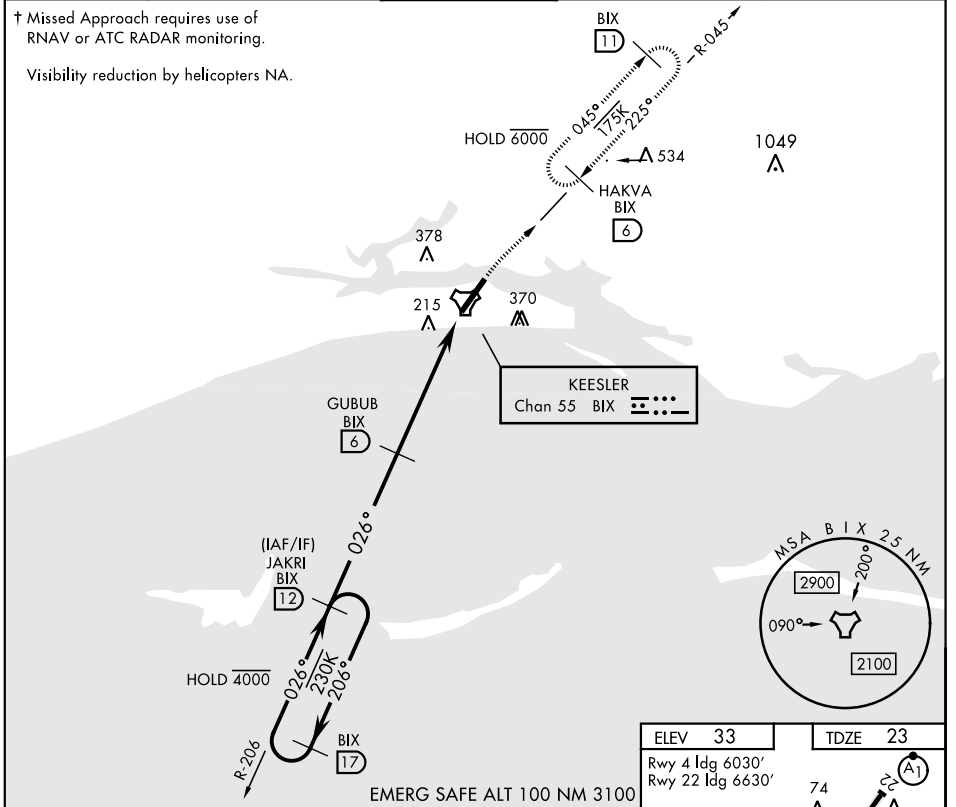 † Missed Approach requires use of
RNAV or ATC RADAR monitoring.
Visibility reduction by helicopters NA.
BIX
11
R-045
045°
175K
225°
HOLD 6000
534
1049
HAKVA
BIX
6
378
215
370
KEESLER
Chan 55 BIX
GUBUB
BIX
6
026°
(IAF/IF)
JAKRI
BIX
12
HOLD 4000
026°
230K
206°
R-206
BIX
17
MSA BIX 25 NM
200°
2900
090°
2100
EMERG SAFE ALT 100 NM 3100
ELEV 33
TDZE 23
Rwy 4 ldg 6030'
Rwy 22 ldg 6630'
74
22
A1